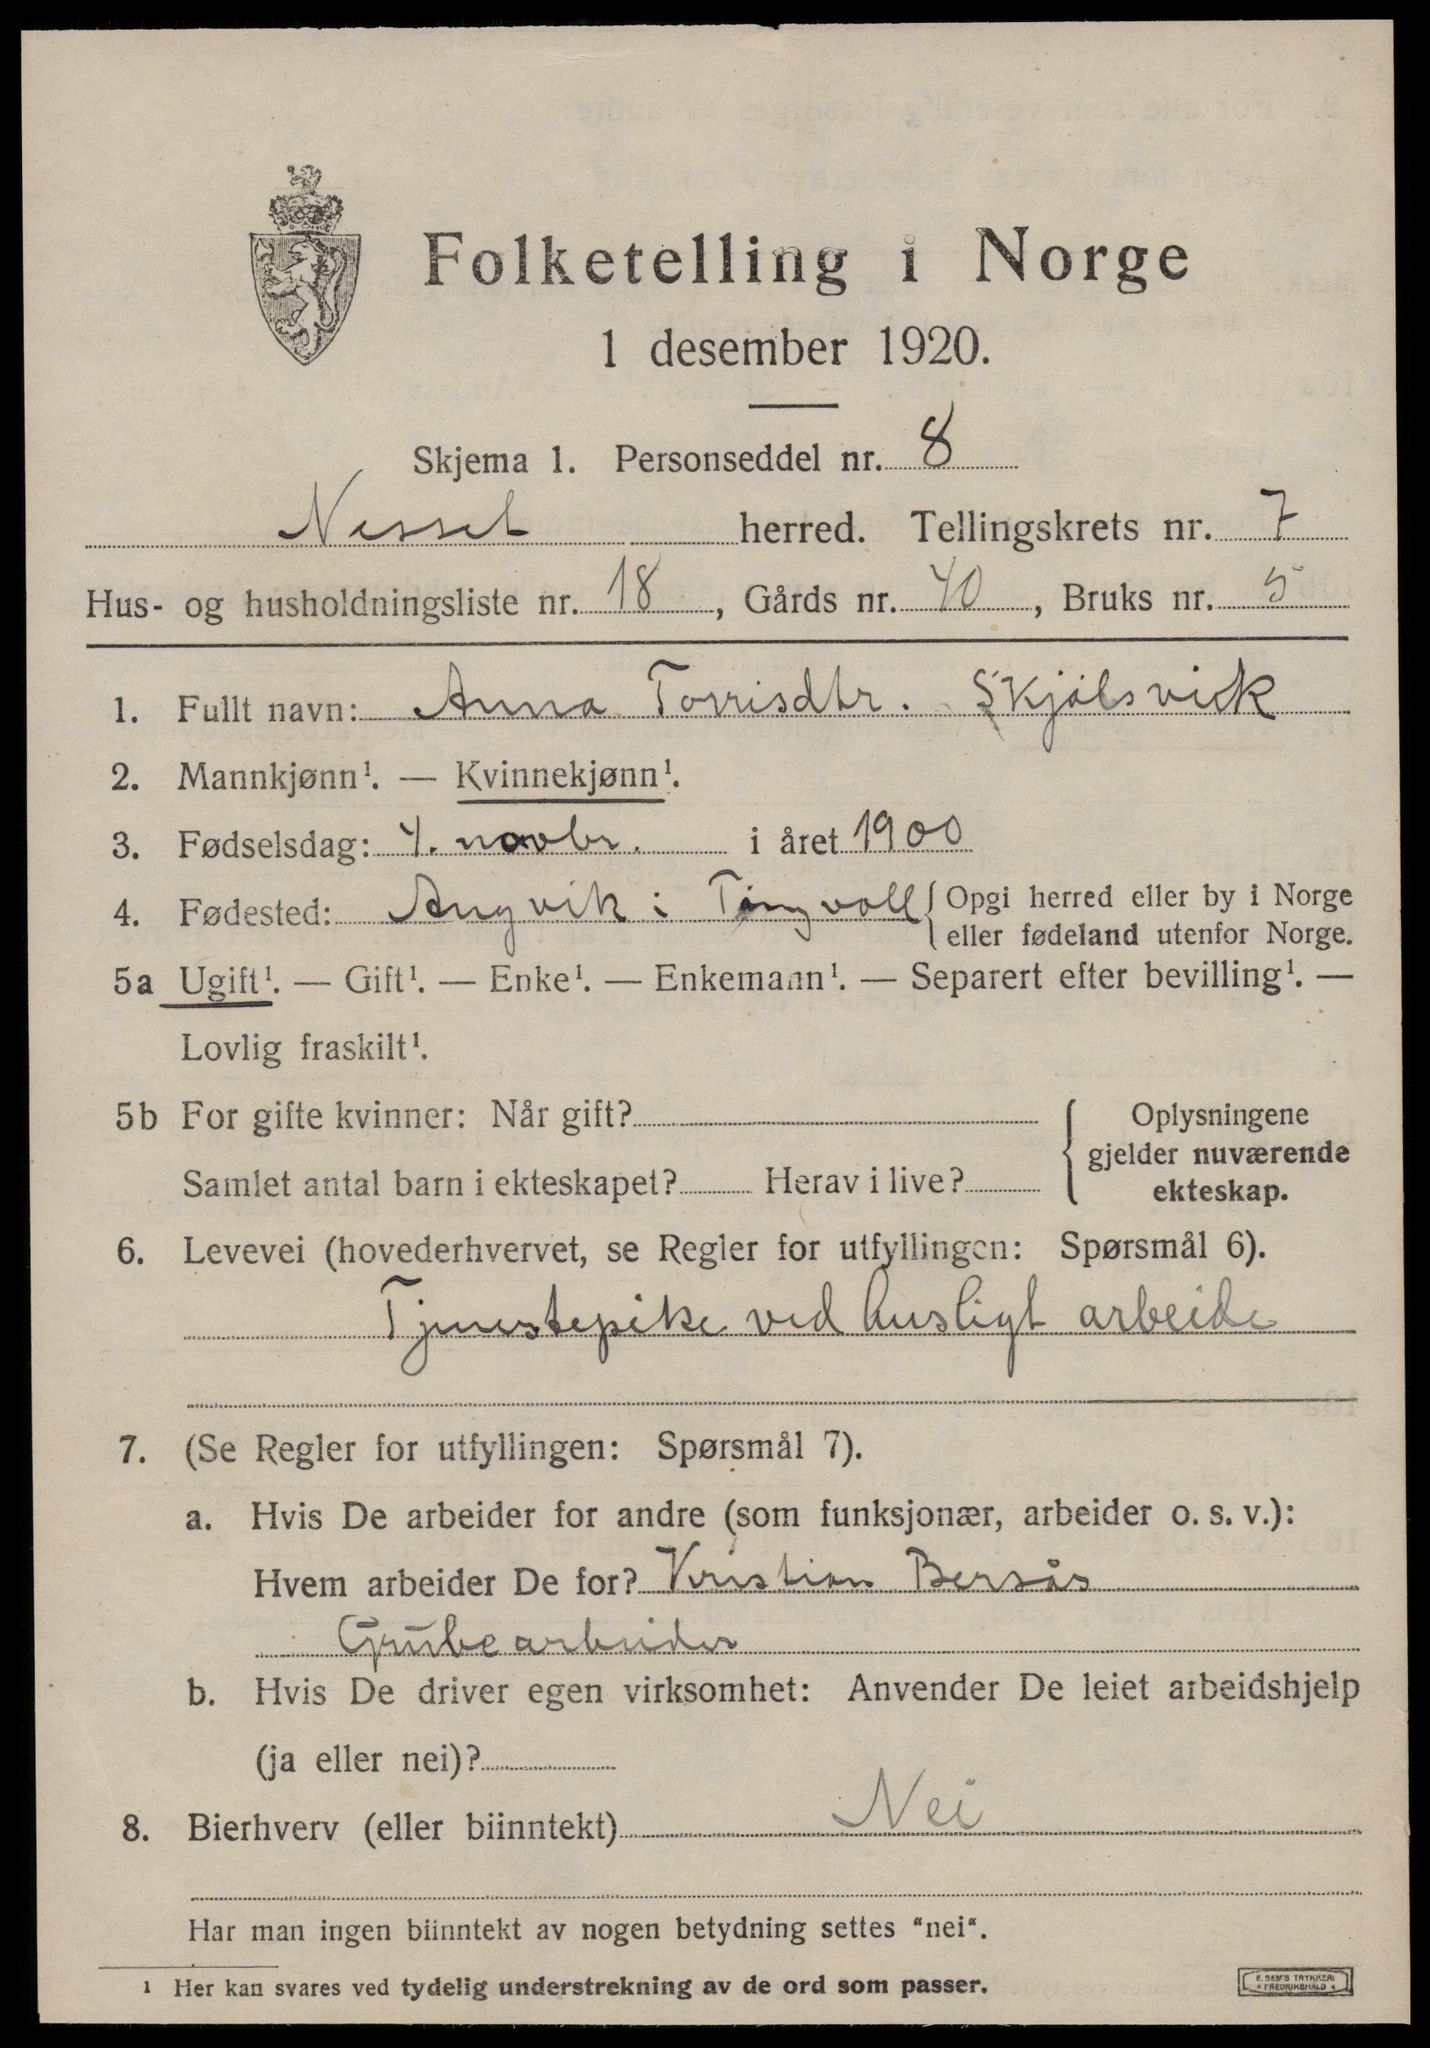 Folketelling i Norge
1 desember 1920.
Skjema 1. Personseddel nr. 8
Nesset herred. Tellingskrets nr. 7
Hus- og husholdningsliste nr. 18, Gårds nr. 40, Bruks nr. 5
1. Fullt navn: Anna Torrisdtr. Skjølsvick
2. Mannkjønn¹. — Kvinnekjønn¹.
3. Fødselsdag: 4. novbr. i året 1900
4. Fødested: Angvik i Tingvoll { Opgi herred eller by i Norge
eller fødeland utenfor Norge.
5a Ugift¹. — Gift¹. — Enke¹. — Enkemann¹. — Separert efter bevilling¹. —
Lovlig fraskilt¹.
5b For gifte kvinner: Når gift? { Oplysningene
gjelder nuværende
Samlet antal barn i ekteskapet? Herav i live? ekteskap.
6. Levevei (hovederhvervet, se Regler for utfyllingen: Spørsmål 6).
Tjenestepike ved husligt arbeide
7. (Se Regler for utfyllingen: Spørsmål 7).
a. Hvis De arbeider for andre (som funksjonær, arbeider o. s. v.):
Hvem arbeider De for? Kristian Bersås
Grubearbeider
b. Hvis De driver egen virksomhet: Anvender De leiet arbeidshjelp
(ja eller nei)?
8. Bierhverv (eller biinntekt) Nei
Har man ingen biinntekt av nogen betydning settes "nei".
1 Her kan svares ved tydelig understrekning av de ord som passer.
E. SEM'S TRYKKERI
FREDRIKSHALD